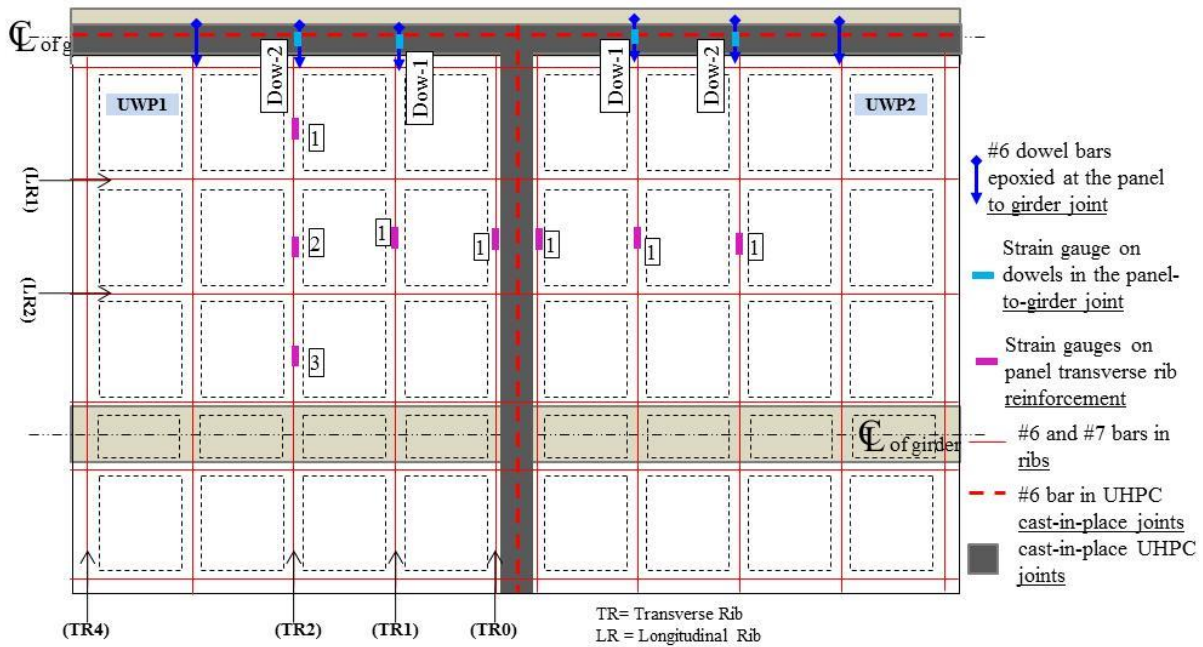 ℄ of g
Dow-2
Dow-1
Dow-1
Dow-2
UWP1
UWP2
1
(LR1)
1
2
1
1
1
1
(LR2)
3
℄ of girder
#6 dowel bars
epoxied at the panel
to girder joint
Strain gauge on
dowels in the panel-
to-girder joint
Strain gauges on
panel transverse rib
reinforcement
#6 and #7 bars in
ribs
#6 bar in UHPC
cast-in-place joints
cast-in-place UHPC
joints
(TR4)
(TR2)
(TR1)
(TR0)
TR= Transverse Rib
LR = Longitudinal Rib